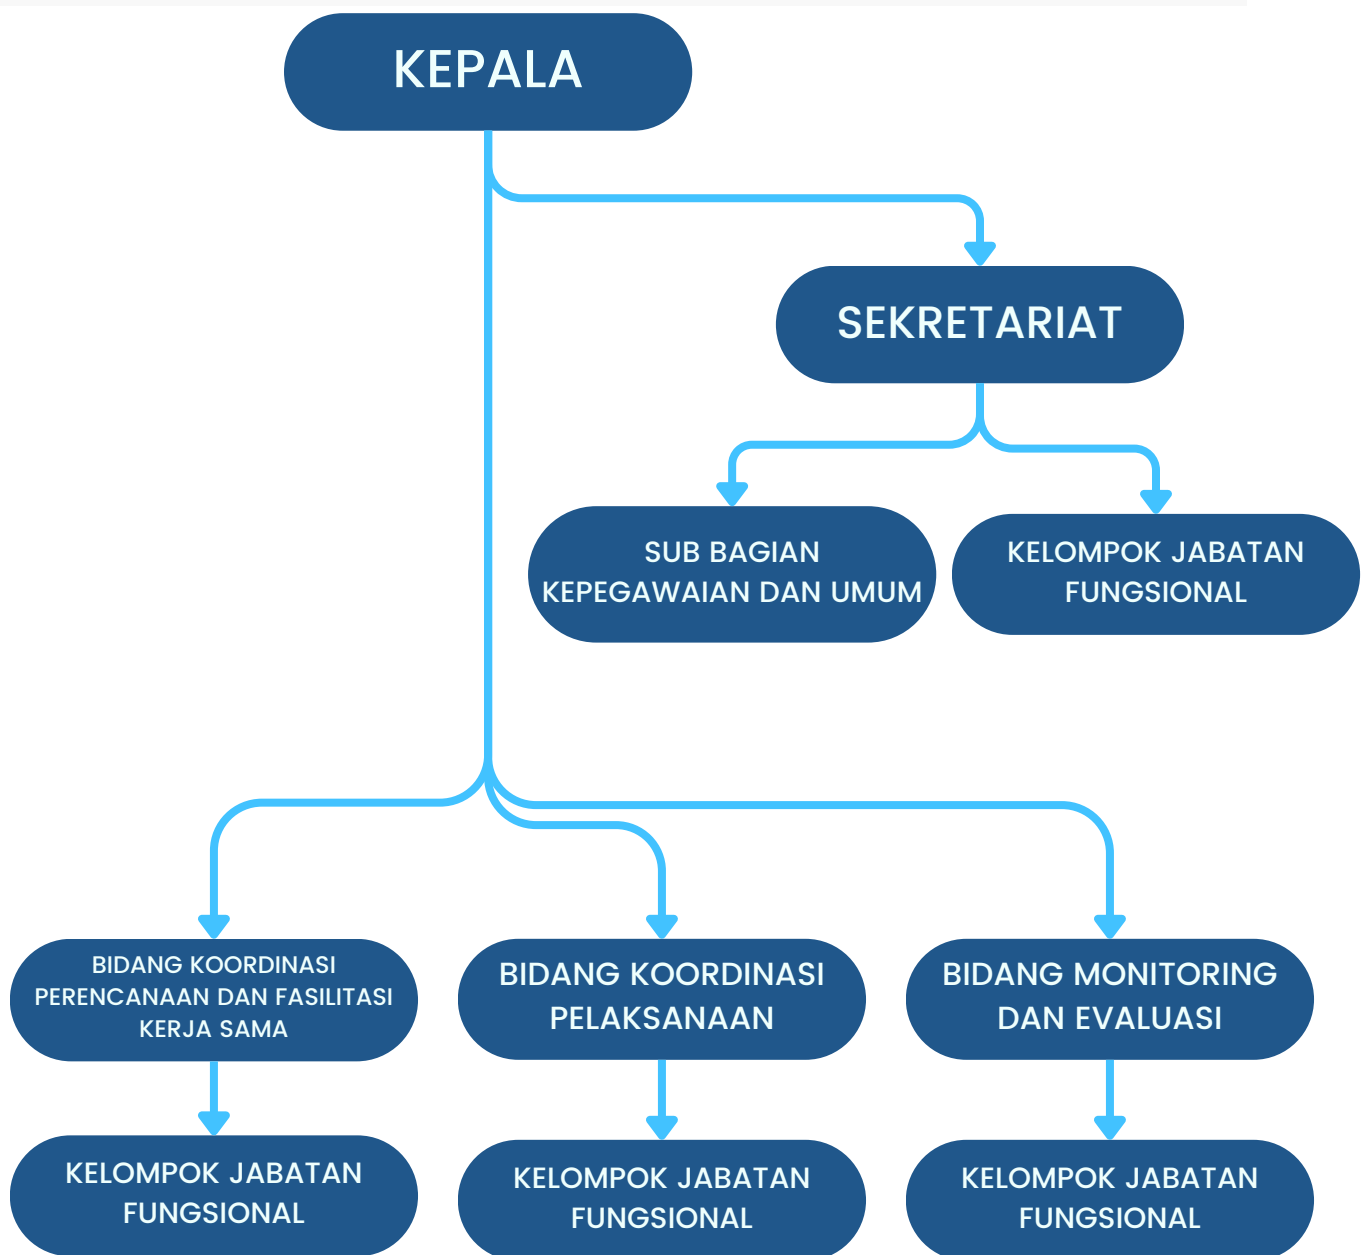 KEPALA
SEKRETARIAT
SUB BAGIAN
KEPEGAWAIAN DAN UMUM
KELOMPOK JABATAN
FUNGSIONAL
BIDANG KOORDINASI
PERENCANAAN DAN FASILITASI
KERJA SAMA
BIDANG KOORDINASI
PELAKSANAAN
BIDANG MONITORING
DAN EVALUASI
KELOMPOK JABATAN
FUNGSIONAL
KELOMPOK JABATAN
FUNGSIONAL
KELOMPOK JABATAN
FUNGSIONAL